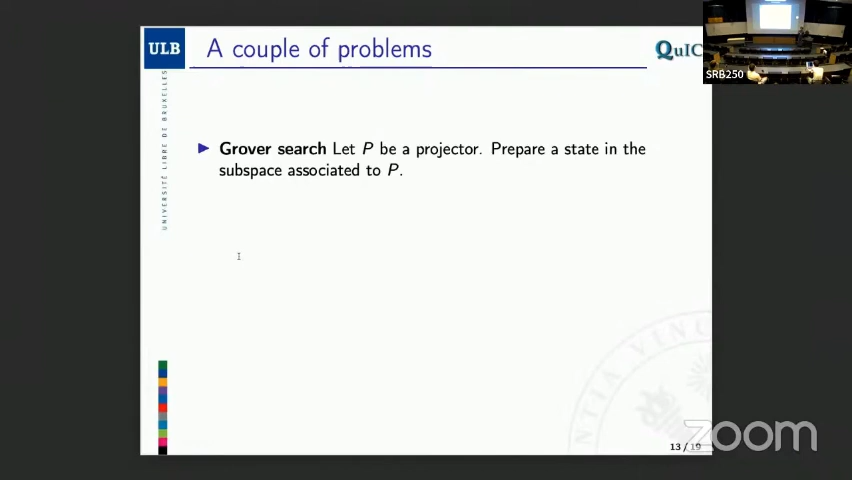 ULB
A couple of problems
QuIC
SRB250
UNIVERSITÉ LIBRE DE BRUXELLES
▶ Grover search Let P be a projector. Prepare a state in the
subspace associated to P.
13 / 19
zoom